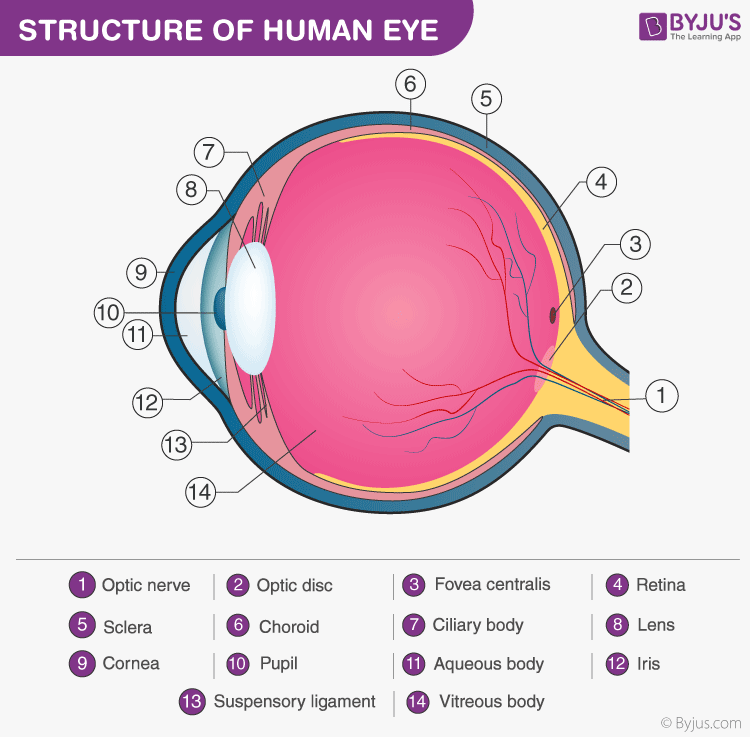 STRUCTURE OF HUMAN EYE
BYJU'S
The Learning App
6
5
7
4
8
3
9
2
10
11
1
12
13
14
1 Optic nerve 2 Optic disc 3 Fovea centralis 4 Retina
5 Sclera 6 Choroid 7 Ciliary body 8 Lens
9 Cornea 10 Pupil 11 Aqueous body 12 Iris
13 Suspensory ligament 14 Vitreous body
© Byjus.com